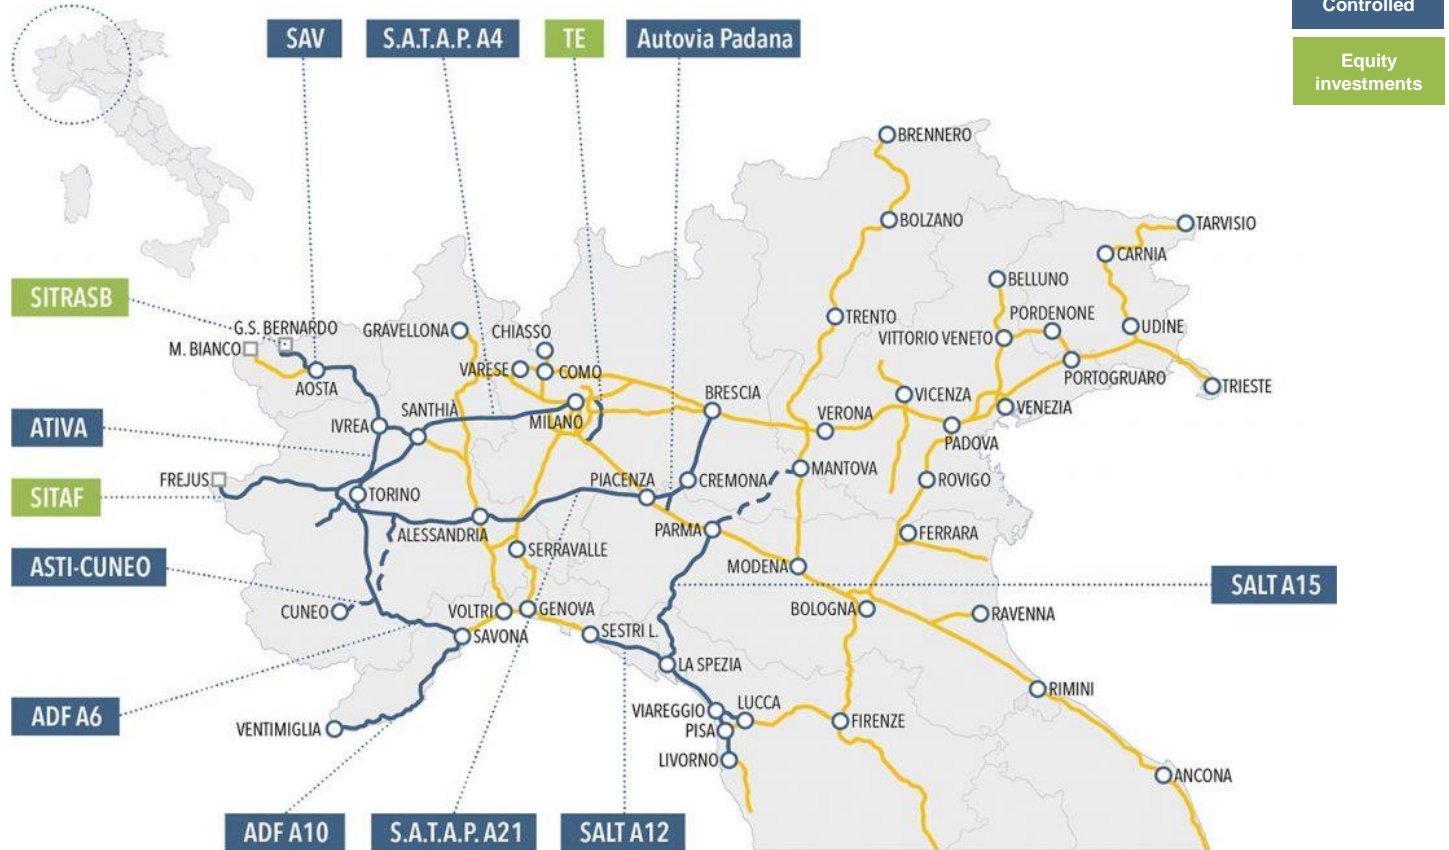 Controlled
SAV
S.A.T.A.P. A4
TE
Autovia Padana
Equity
investments
BRENNERO
BOLZANO
TARVISIO
CARNIA
BELLUNO
SITRASB
PORDENONE
TRENTO
G.S. BERNARDO
GRAVELLONA
CHIASSO
UDINE
VITTORIO VENETO
M. BIANCO
VARESE
COMO
PORTOGRUARO
AOSTA
TRIESTE
BRESCIA
VICENZA
SANTHIÀ
VENEZIA
VERONA
MILANO
ATIVA
IVREA
PADOVA
MANTOVA
FREJUS
PIACENZA
CREMONA
ROVIGO
SITAF
TORINO
PARMA
ALESSANDRIA
FERRARA
SERRAVALLE
ASTI-CUNEO
MODENA
SALT A15
CUNEO
VOLTRI
GENOVA
BOLOGNA
RAVENNA
SAVONA
SESTRI L.
LA SPEZIA
RIMINI
LUCCA
VIAREGGIO
ADF A6
FIRENZE
VENTIMIGLIA
PISA
LIVORNO
ANCONA
ADF A10
S.A.T.A.P. A21
SALT A12